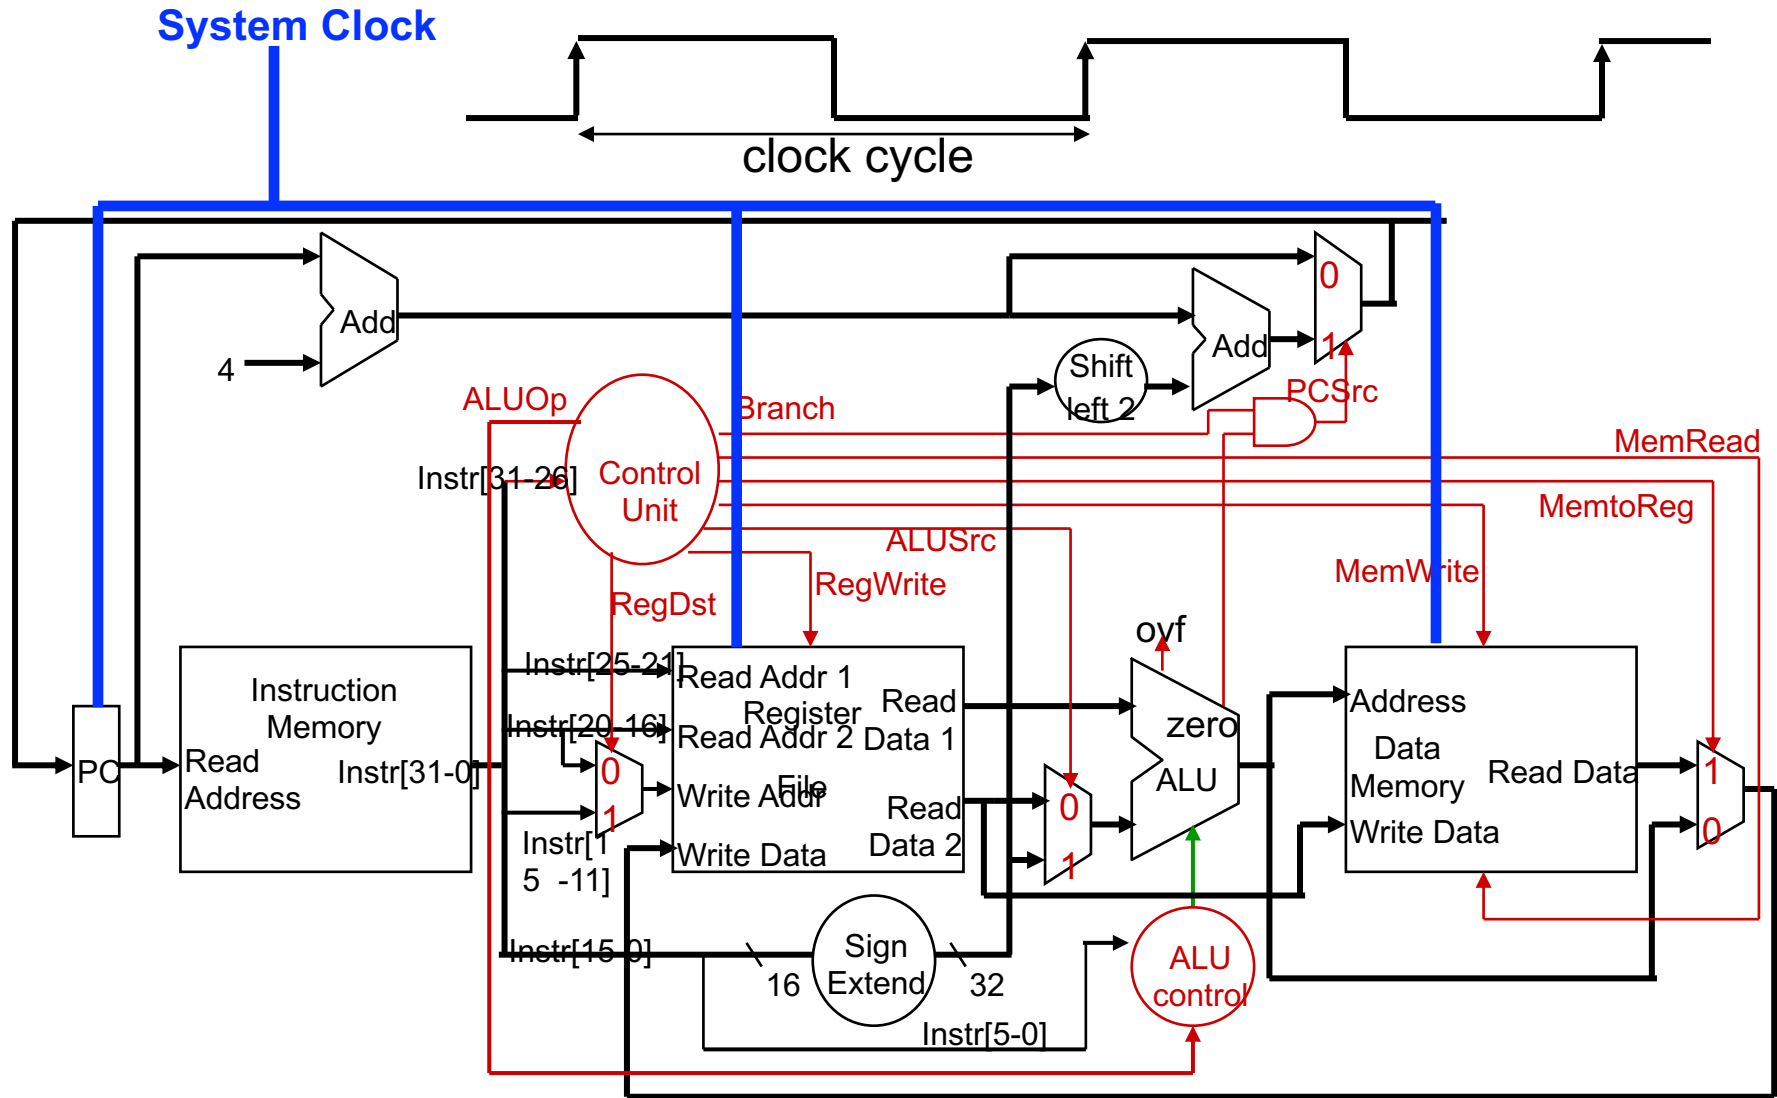 System Clock
clock cycle
Add
4
Add
0
1
Shift
left 2
PCSrc
ALUOp
Branch
MemRead
Instr[31-26]
Control
Unit
MemtoReg
ALUSrc
MemWrite
RegWrite
RegDst
ovf
Instr[25-21]
Instruction
Memory
Read Addr 1
Register
Read
Data 1
Instr[20-16]
Read Addr 2
zero
Address
Data
Memory
PC
Read
Address
Instr[31-0]
0
1
File
Write Addr
Read
Data 2
0
1
ALU
Read Data
1
0
Write Data
Instr[1
5 -11]
Write Data
Instr[15-0]
16
Sign
Extend
32
ALU
control
Instr[5-0]